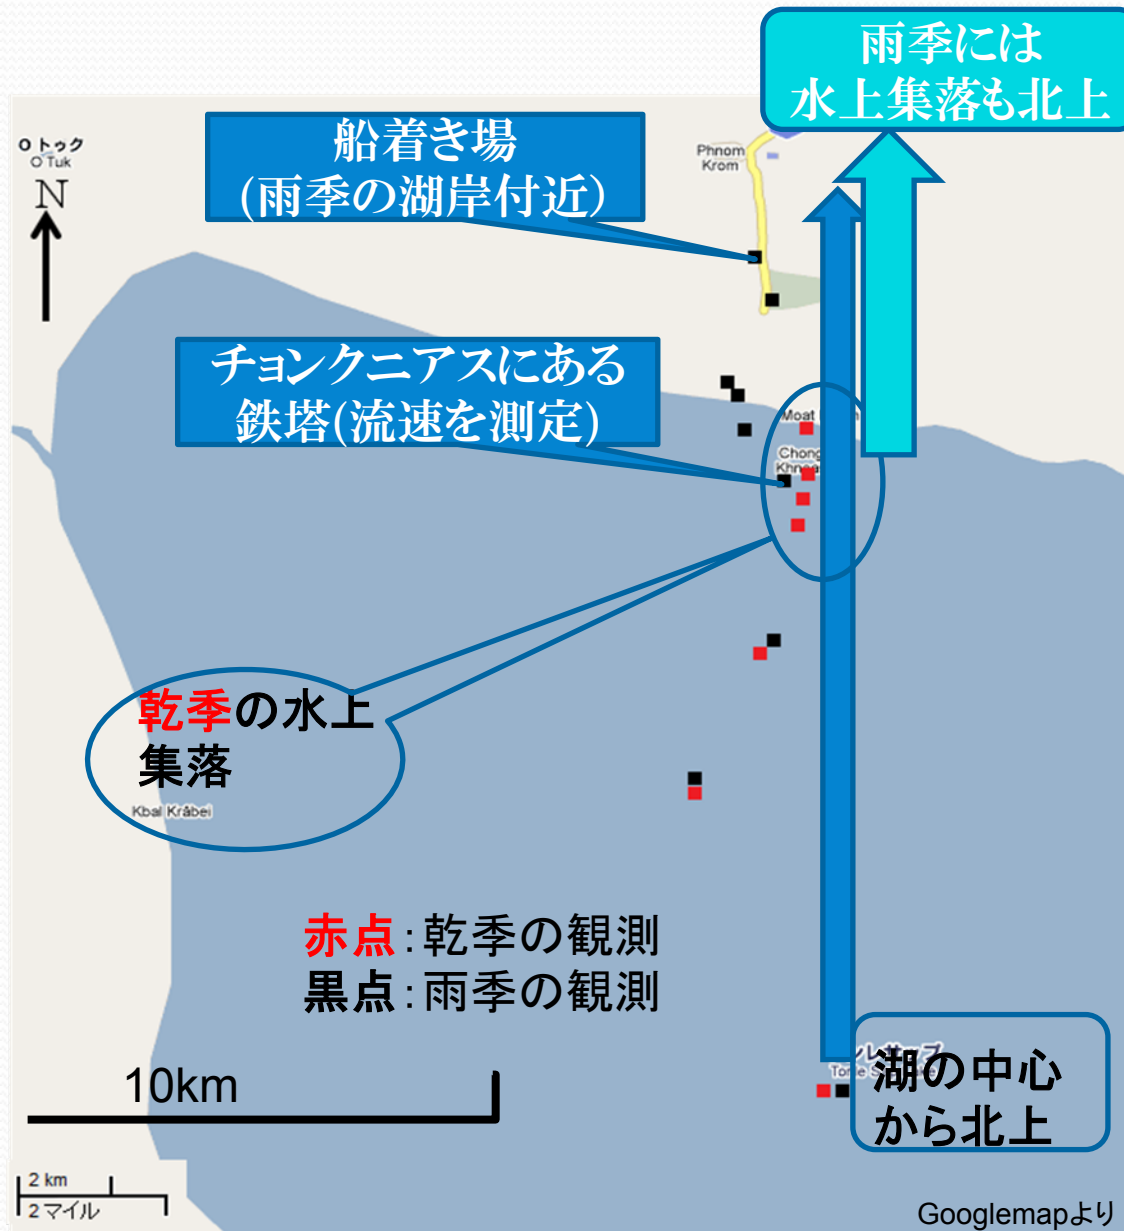 雨季には
水上集落も北上
船着き場
(雨季の湖岸付近）
O トゥク
O Tuk
N
Phnom
Krom
チョンクニアスにある
鉄塔(流速を測定)
Moat
Chong
乾季の水上
集落
Kbal Krâbei
赤点：乾季の観測
黒点：雨季の観測
10km
湖の中心
から北上
2 km
2 マイル
Googlemapより